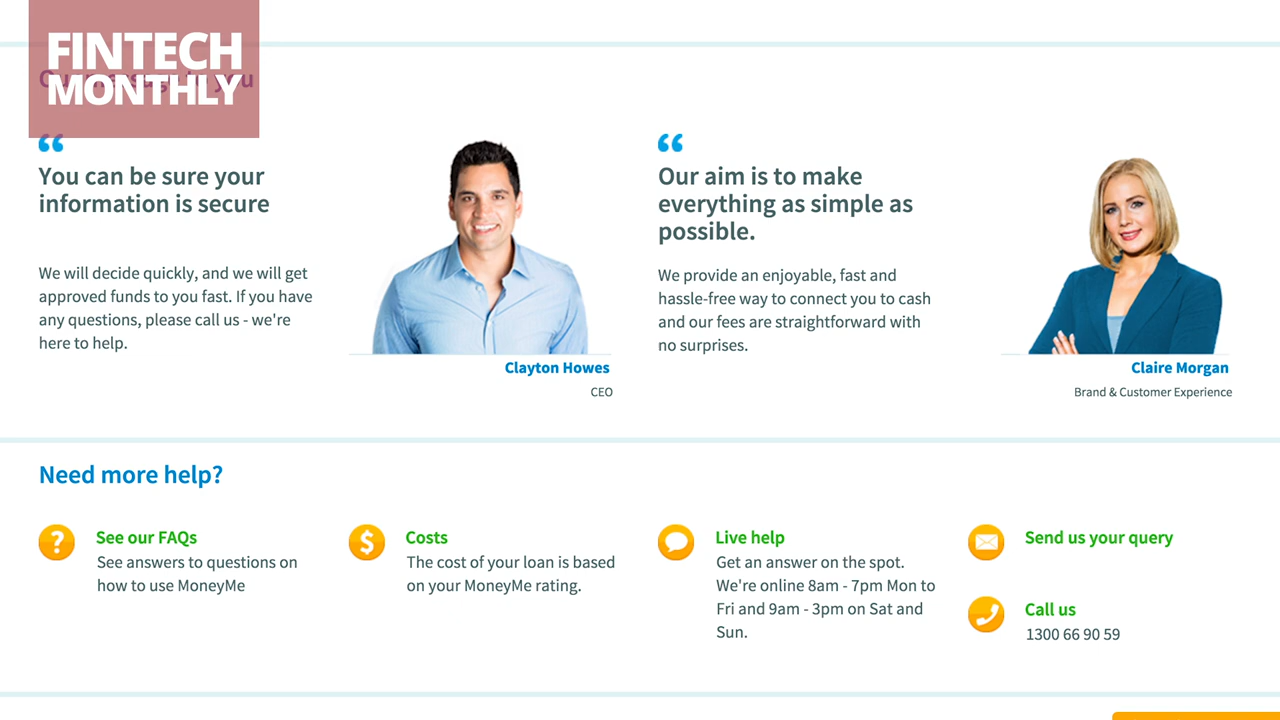 FINTECH
MONTHLY
Our message to you
You can be sure your
information is secure
We will decide quickly, and we will get
approved funds to you fast. If you have
any questions, please call us - we're
here to help.
Clayton Howes
CEO
Our aim is to make
everything as simple as
possible.
We provide an enjoyable, fast and
hassle-free way to connect you to cash
and our fees are straightforward with
no surprises.
Claire Morgan
Brand & Customer Experience
Need more help?
See our FAQs
See answers to questions on
how to use MoneyMe
Costs
The cost of your loan is based
on your MoneyMe rating.
Live help
Get an answer on the spot.
We're online 8am - 7pm Mon to
Fri and 9am - 3pm on Sat and
Sun.
Send us your query
Call us
1300 66 90 59